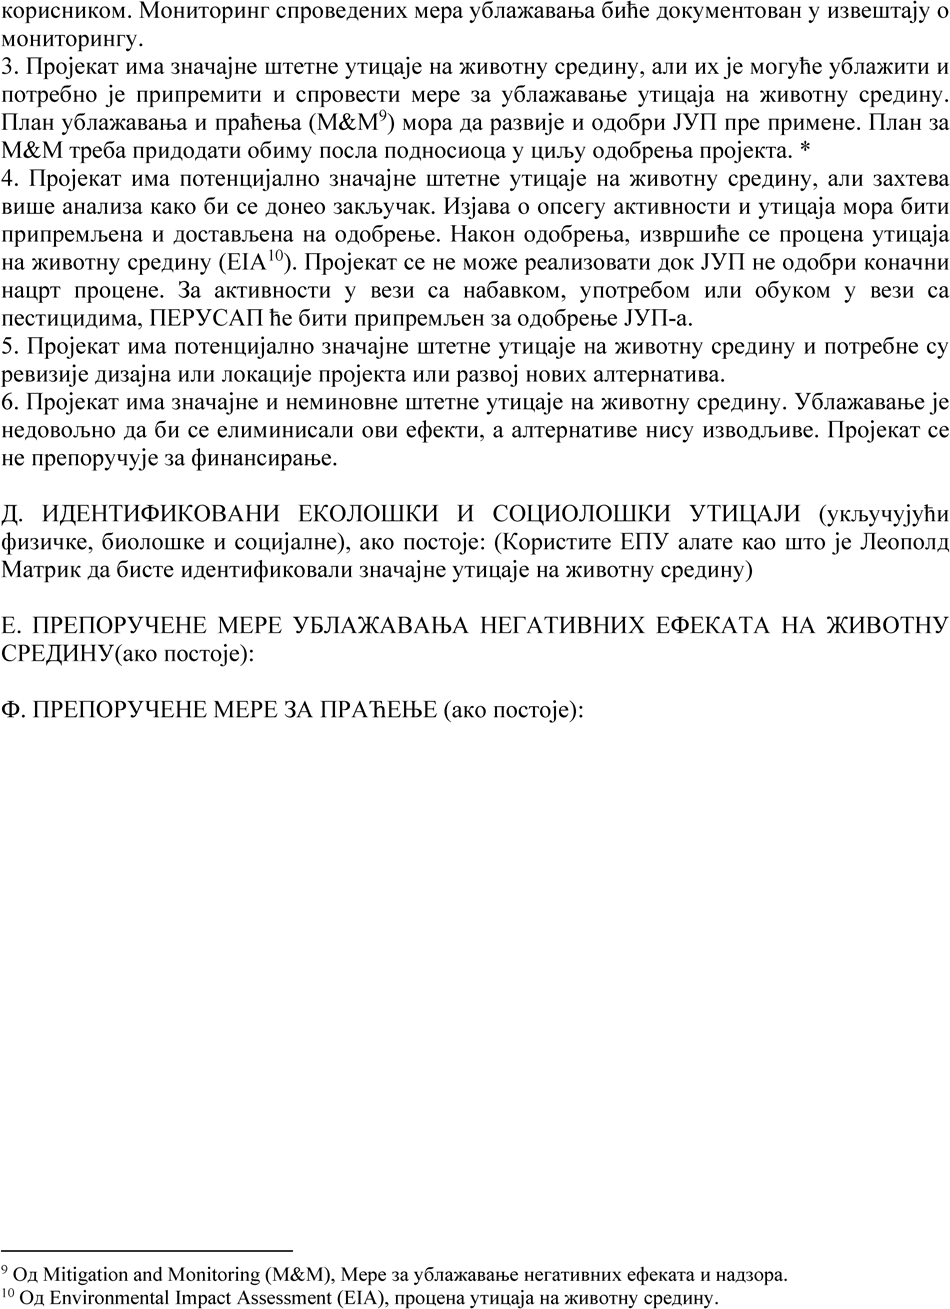 корисником. Мониторинг спроведених мера ублажавања биће документован у извештају о
мониторингу.
3. Пројекат има значајне штетне утицаје на животну средину, али их је могуће ублажити и
потребно је припремити и спровести мере за ублажавање утицаја на животну средину.
План ублажавања и праћења (M&M⁹) мора да развије и одобри ЈУП пре примене. План за
M&M треба придодати обиму посла подносиоца у циљу одобрења пројекта. *
4. Пројекат има потенцијално значајне штетне утицаје на животну средину, али захтева
више анализа како би се донео закључак. Изјава о опсегу активности и утицаја мора бити
припремљена и достављена на одобрење. Након одобрења, извршиће се процена утицаја
на животну средину (EIA¹⁰). Пројекат се не може реализовати док ЈУП не одобри коначни
нацрт процене. За активности у вези са набавком, употребом или обуком у вези са
пестицидима, ПЕРУСАП ће бити припремљен за одобрење ЈУП-а.
5. Пројекат има потенцијално значајне штетне утицаје на животну средину и потребне су
ревизије дизајна или локације пројекта или развој нових алтернатива.
6. Пројекат има значајне и неминовне штетне утицаје на животну средину. Ублажавање је
недовољно да би се елиминисали ови ефекти, а алтернативе нису изводљиве. Пројекат се
не препоручује за финансирање.
Д. ИДЕНТИФИКОВАНИ ЕКОЛОШКИ И СОЦИОЛОШКИ УТИЦАЈИ (укључујући
физичке, биолошке и социјалне), ако постоје: (Користите ЕПУ алате као што је Леополд
Матрик да бисте идентификовали значајне утицаје на животну средину)
Е. ПРЕПОРУЧЕНЕ МЕРЕ УБЛАЖАВАЊА НЕГАТИВНИХ ЕФЕКАТА НА ЖИВОТНУ
СРЕДИНУ(ако постоје):
Ф. ПРЕПОРУЧЕНЕ МЕРЕ ЗА ПРАЋЕЊЕ (ако постоје):
⁹ Од Mitigation and Monitoring (M&M), Мере за ублажавање негативних ефеката и надзора.
¹⁰ Од Environmental Impact Assessment (EIA), процена утицаја на животну средину.